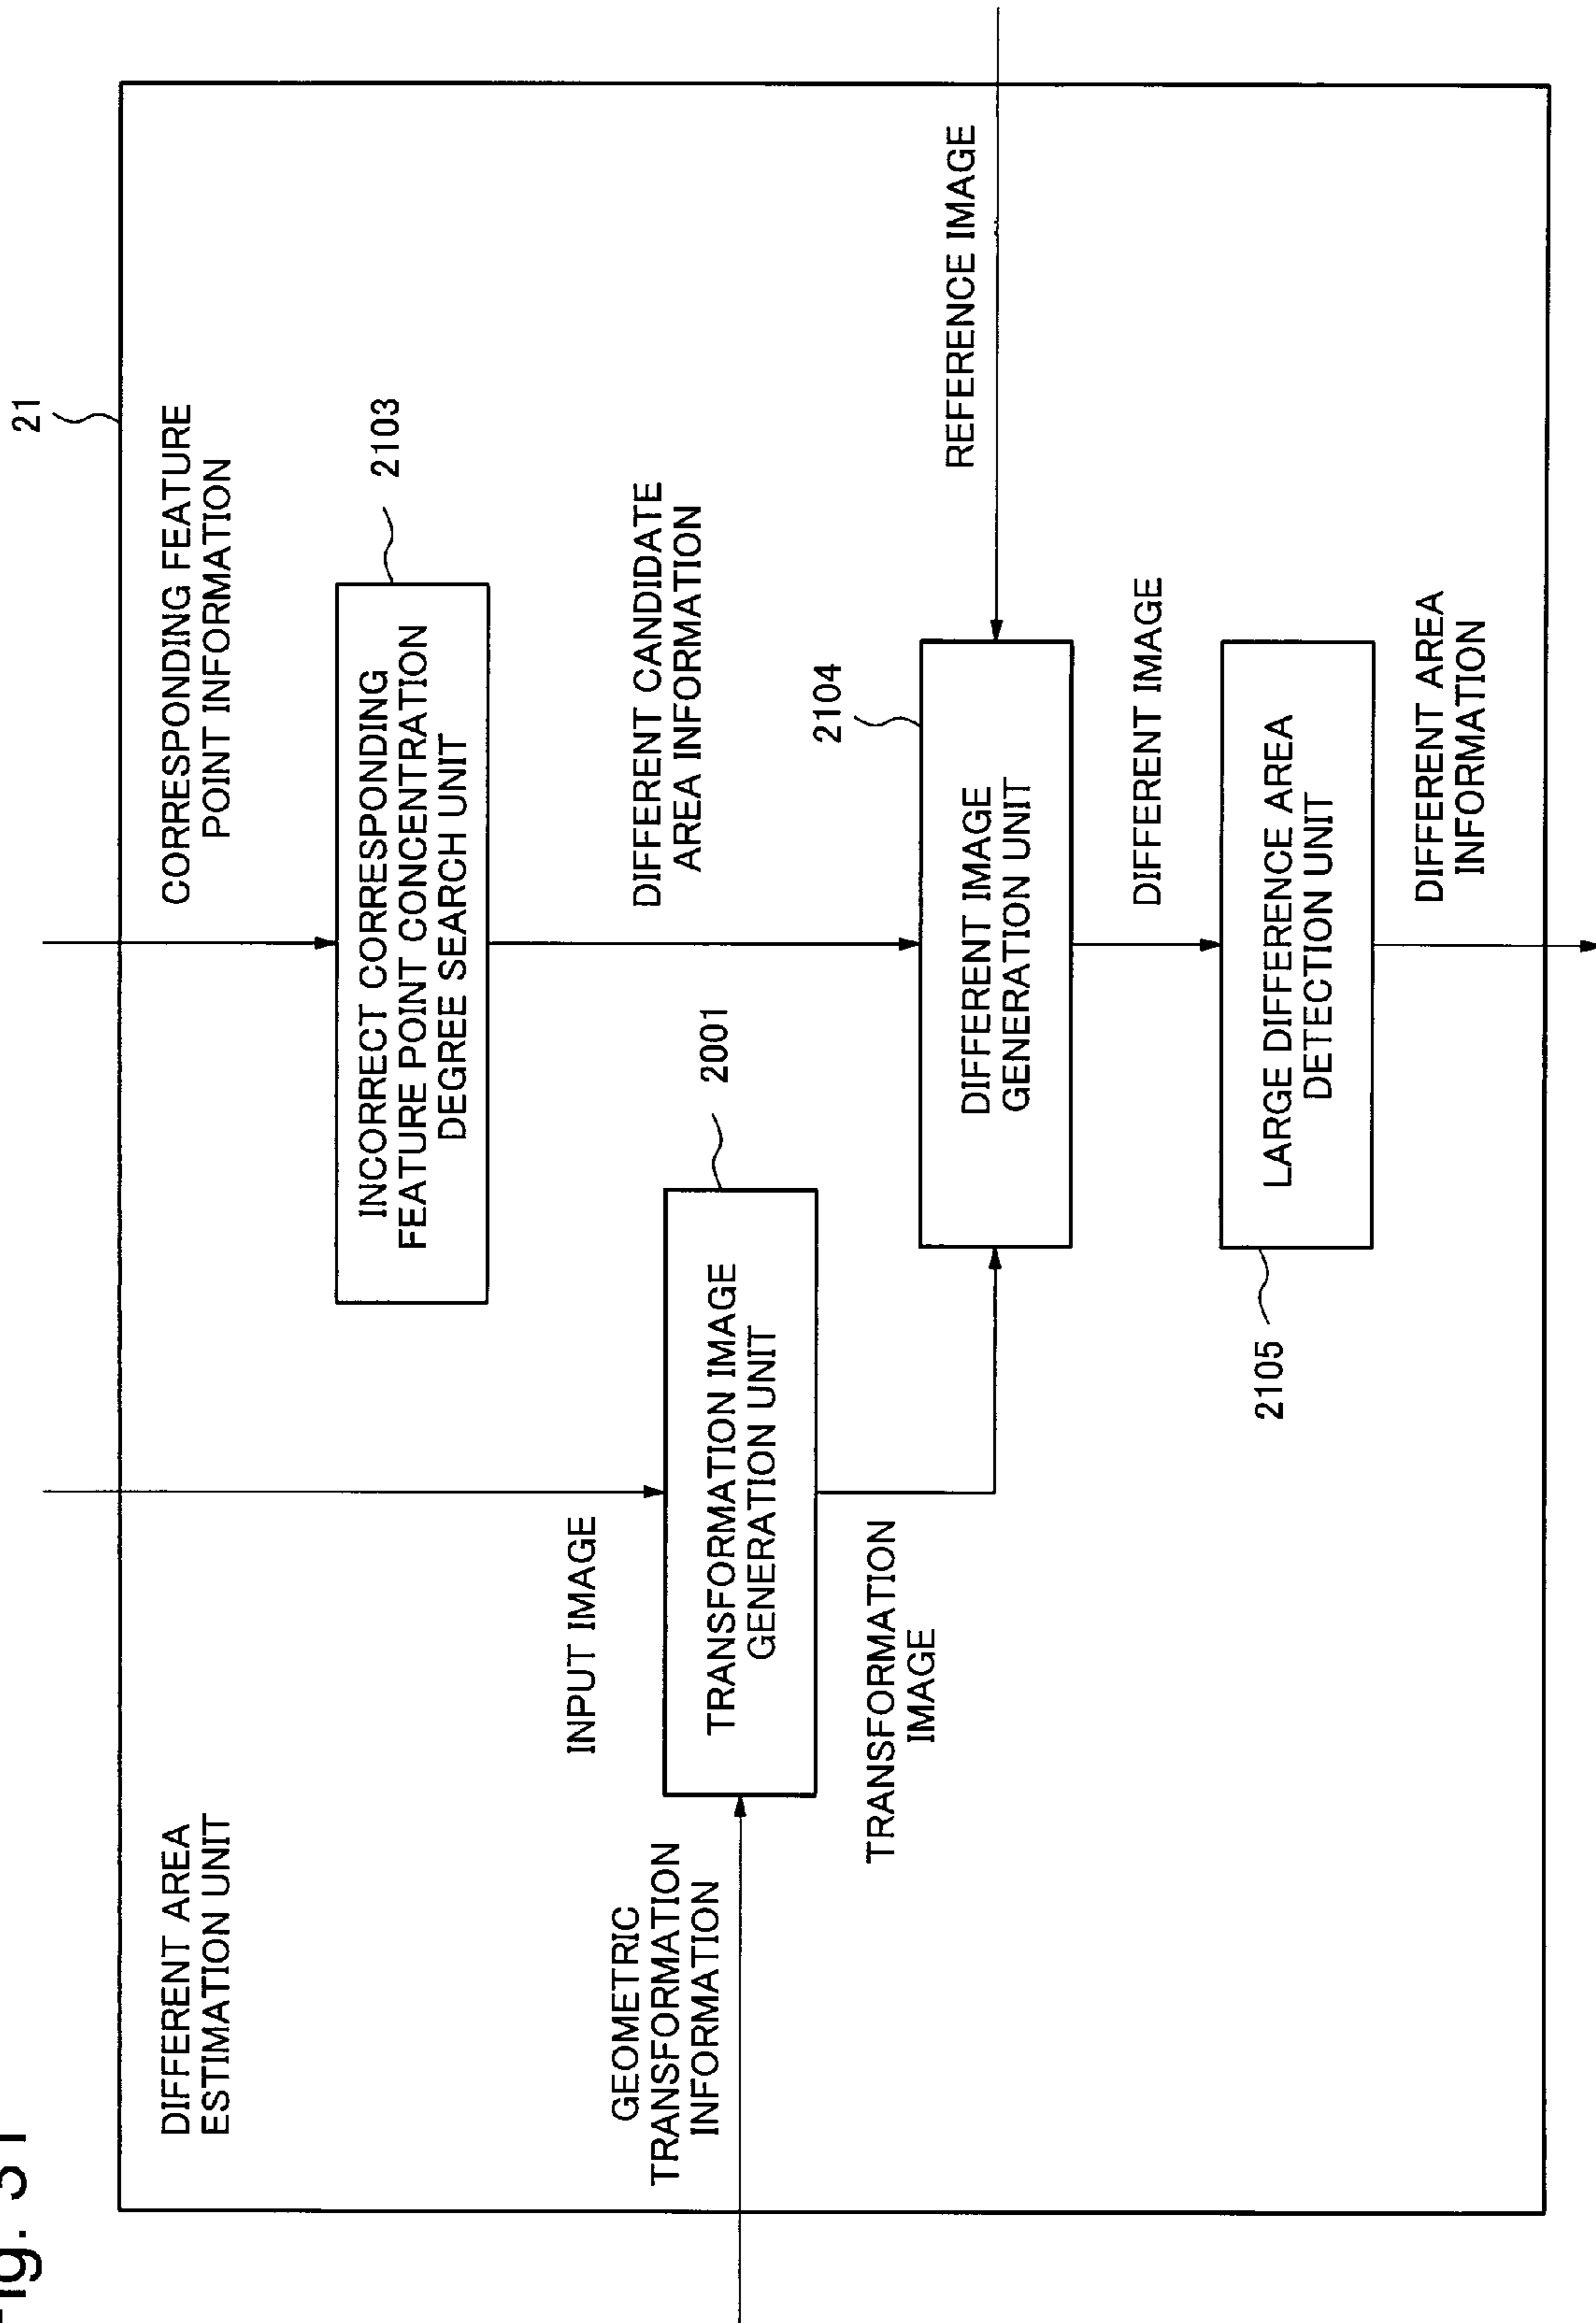 Fig. 31
21
DIFFERENT AREA
ESTIMATION UNIT
CORRESPONDING FEATURE
POINT INFORMATION
INCORRECT CORRESPONDING
FEATURE POINT CONCENTRATION
DEGREE SEARCH UNIT
2103
INPUT IMAGE
GEOMETRIC
TRANSFORMATION
INFORMATION
TRANSFORMATION IMAGE
GENERATION UNIT
2001
DIFFERENT CANDIDATE
AREA INFORMATION
TRANSFORMATION
IMAGE
2104
DIFFERENT IMAGE
GENERATION UNIT
REFERENCE IMAGE
DIFFERENT IMAGE
2105
LARGE DIFFERENCE AREA
DETECTION UNIT
DIFFERENT AREA
INFORMATION